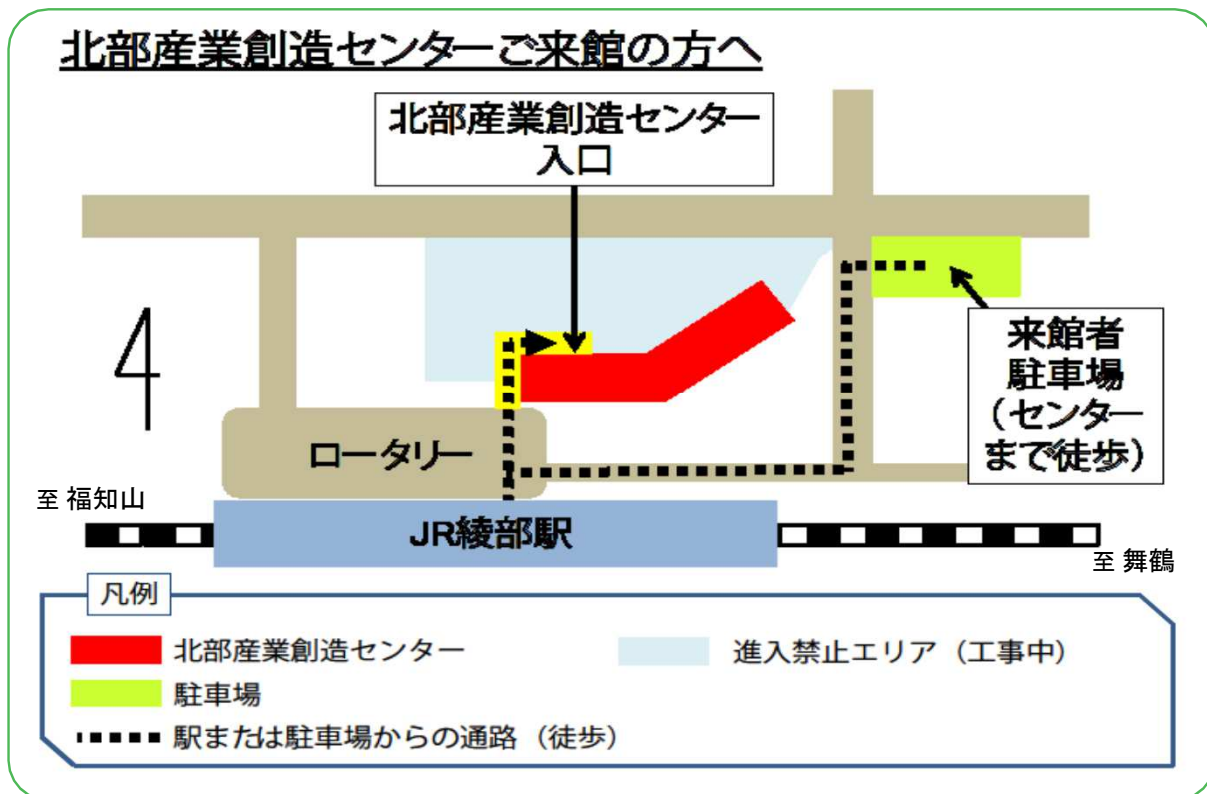 北部産業創造センターご来館の方へ
北部産業創造センター
入口
来館者
駐車場
（センター
まで徒歩）
ロータリー
至 福知山
JR綾部駅
至 舞鶴
凡例
北部産業創造センター
進入禁止エリア（工事中）
駐車場
駅または駐車場からの通路（徒歩）